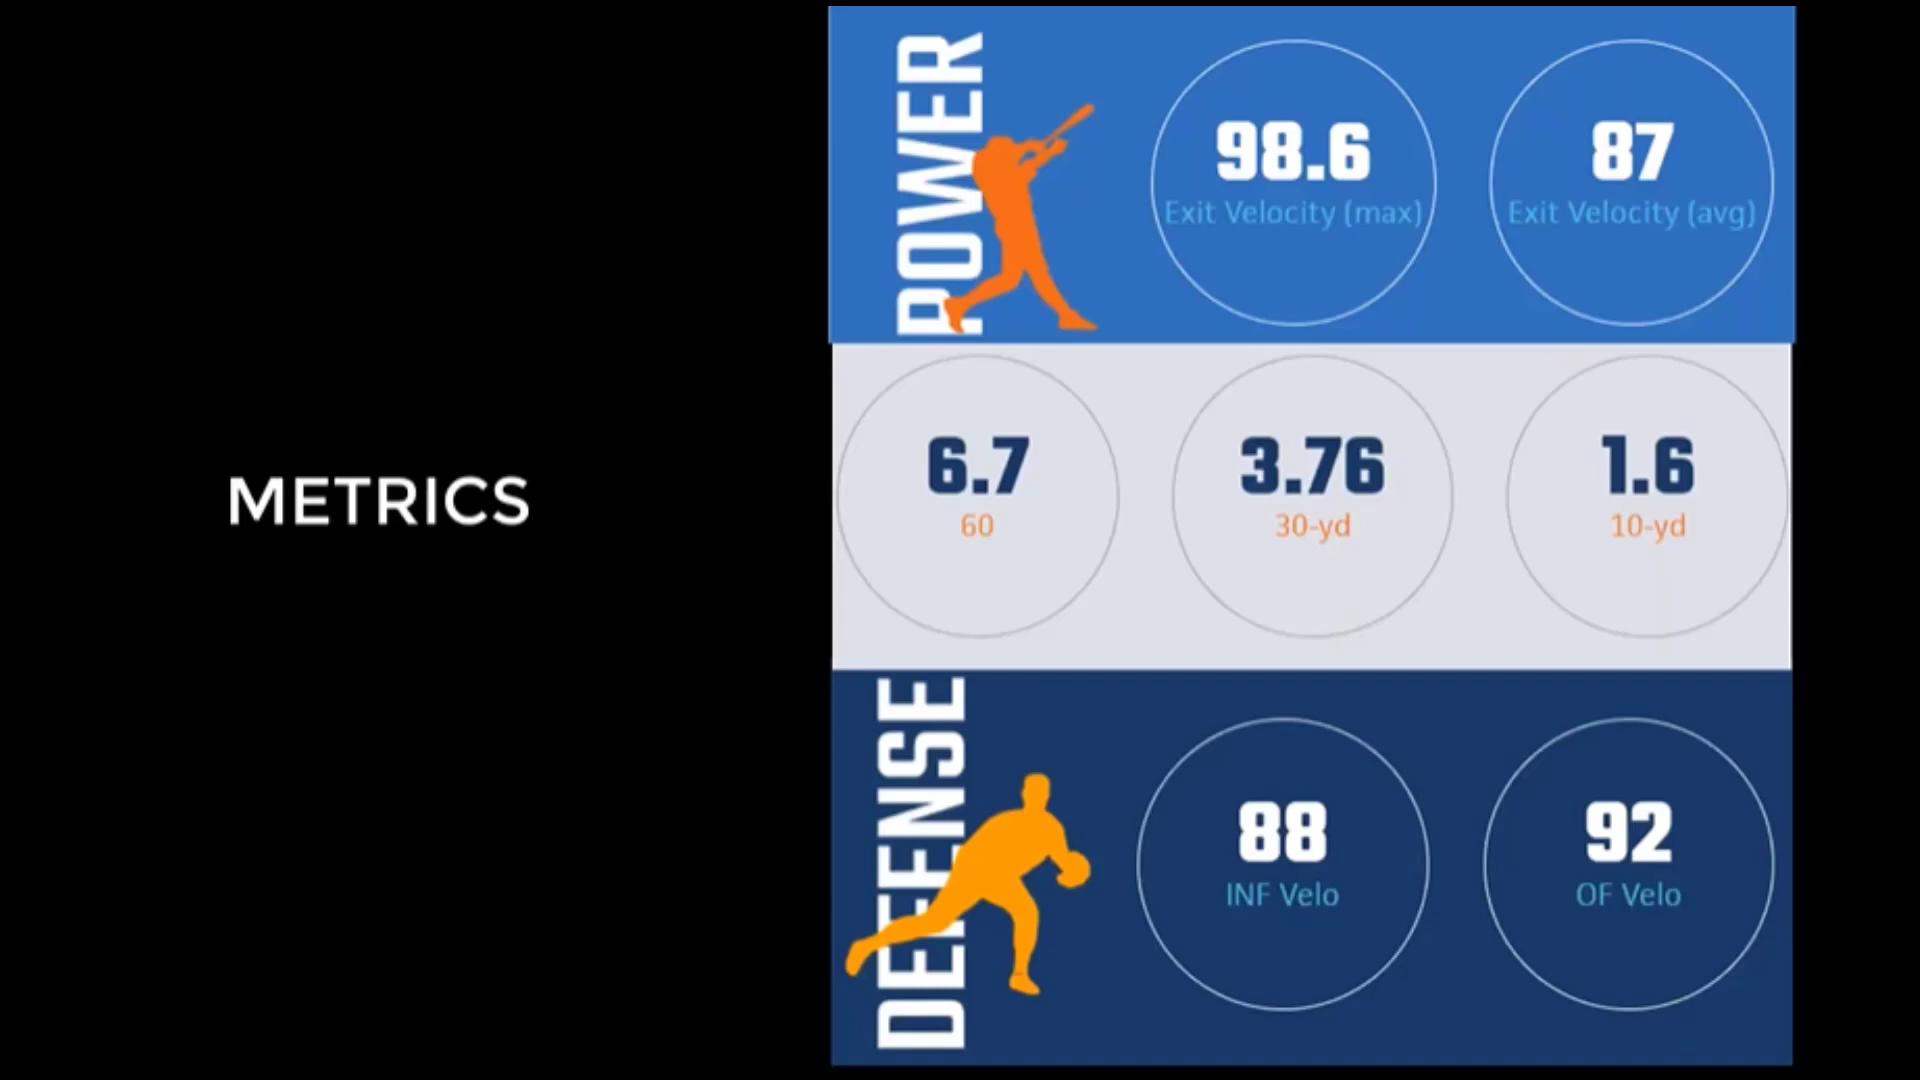 METRICS
POWER
98.6
Exit Velocity (max)
87
Exit Velocity (avg)
6.7
60
3.76
30-yd
1.6
10-yd
DEFENSE
88
INF Velo
92
OF Velo